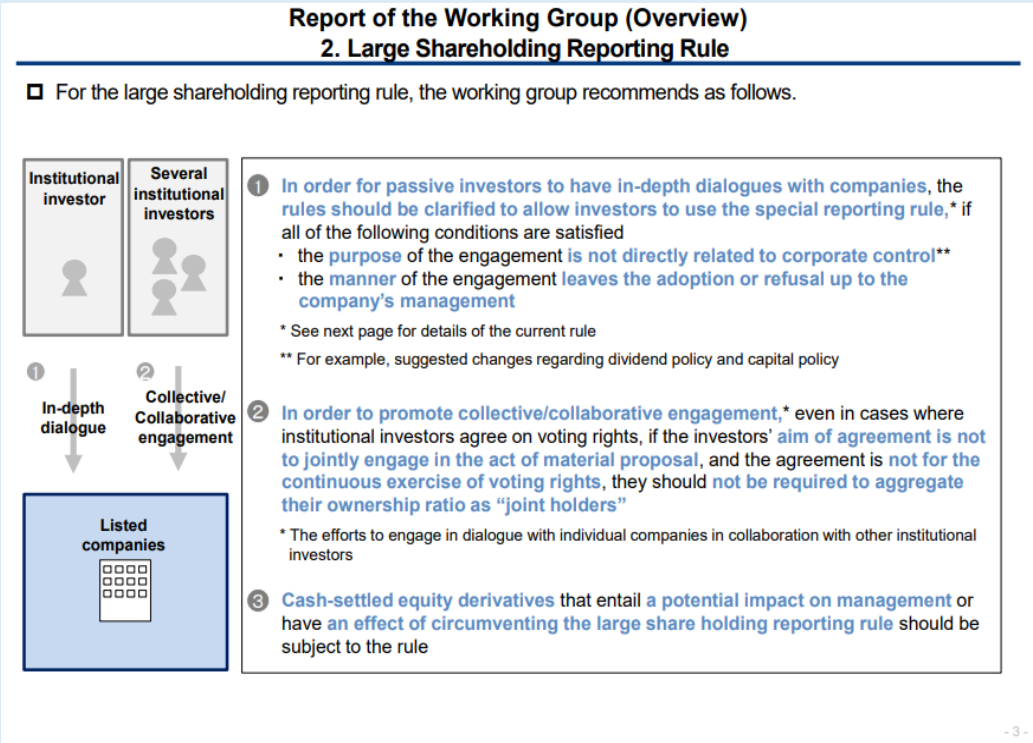 Report of the Working Group (Overview)
2. Large Shareholding Reporting Rule
For the large shareholding reporting rule, the working group recommends as follows.
Institutional
investor
Several
institutional
investors
1
In-depth
dialogue
2
Collective/
Collaborative
engagement
Listed
companies
1 In order for passive investors to have in-depth dialogues with companies, the
rules should be clarified to allow investors to use the special reporting rule,* if
all of the following conditions are satisfied
・ the purpose of the engagement is not directly related to corporate control**
・ the manner of the engagement leaves the adoption or refusal up to the
company's management
* See next page for details of the current rule
** For example, suggested changes regarding dividend policy and capital policy
2 In order to promote collective/collaborative engagement,* even in cases where
institutional investors agree on voting rights, if the investors' aim of agreement is not
to jointly engage in the act of material proposal, and the agreement is not for the
continuous exercise of voting rights, they should not be required to aggregate
their ownership ratio as “joint holders”
* The efforts to engage in dialogue with individual companies in collaboration with other institutional
investors
3 Cash-settled equity derivatives that entail a potential impact on management or
have an effect of circumventing the large share holding reporting rule should be
subject to the rule
- 3 -